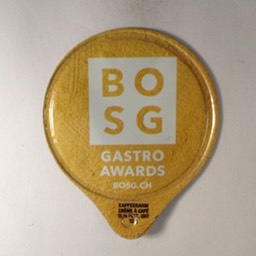 BO
SG
GASTRO
AWARDS
BOSG.CH
KAFFEERAHM
CRÈME À CAFÉ